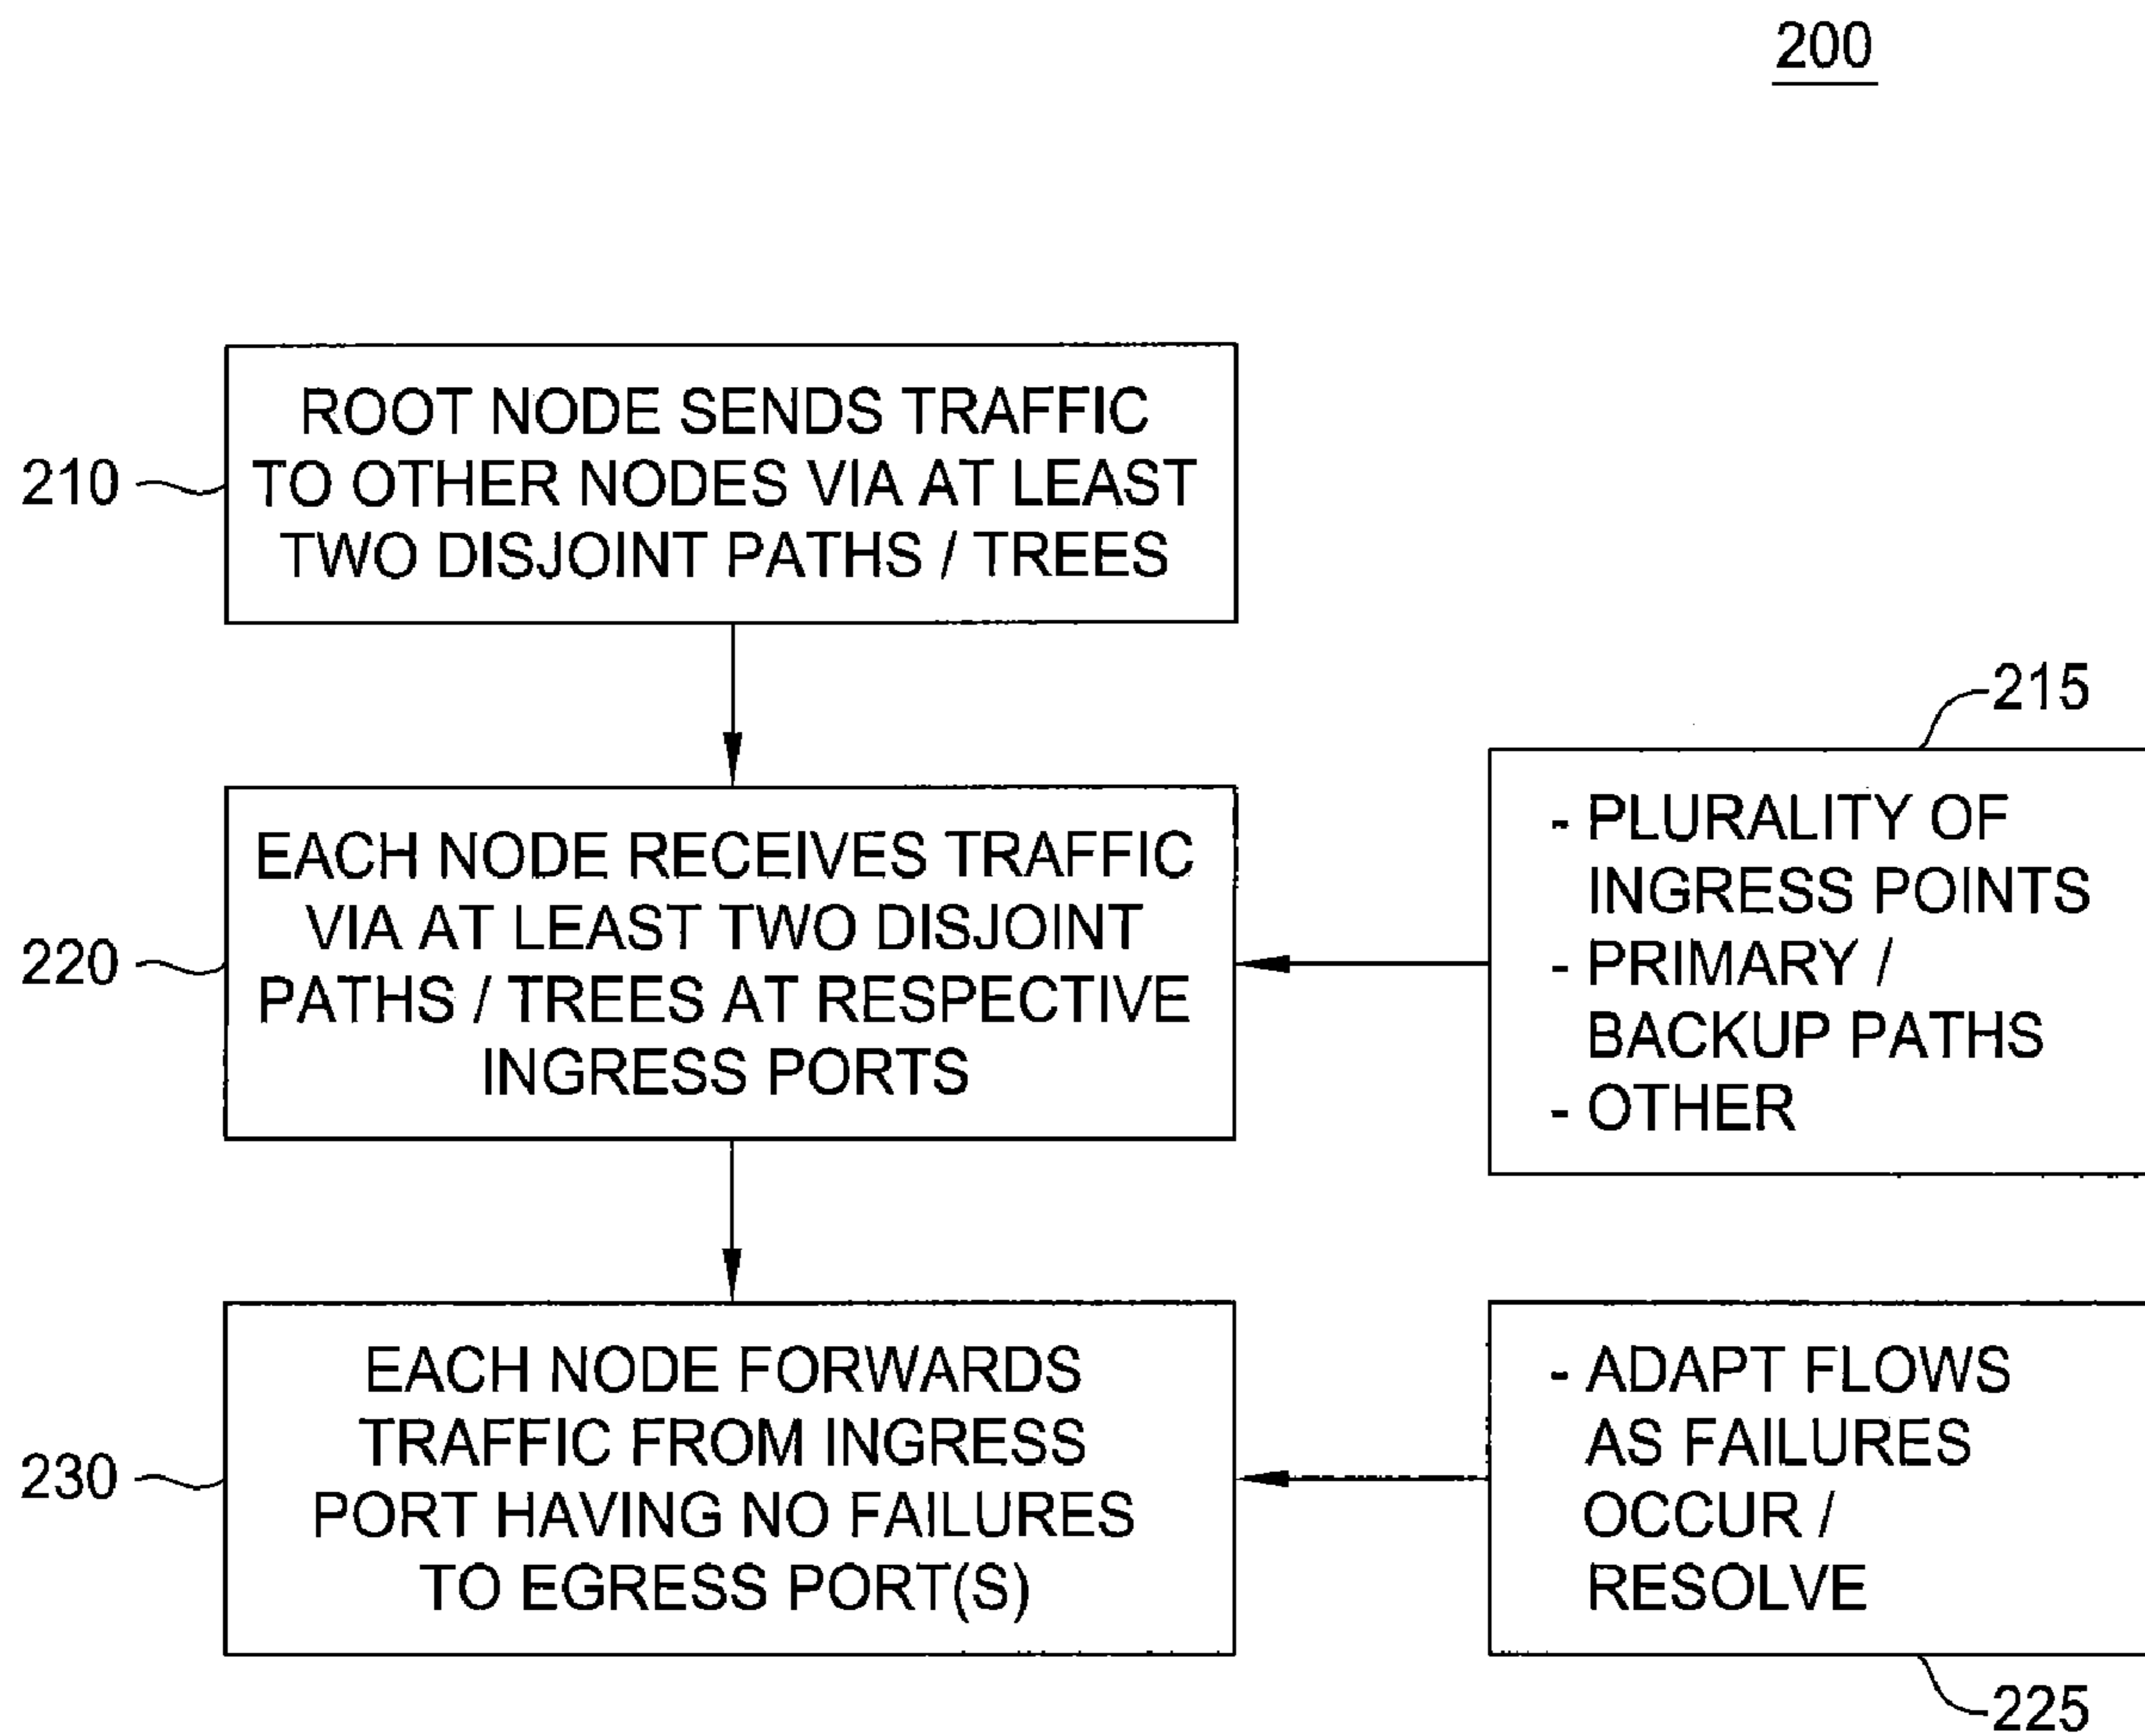 200
210
ROOT NODE SENDS TRAFFIC
TO OTHER NODES VIA AT LEAST
TWO DISJOINT PATHS / TREES
220
EACH NODE RECEIVES TRAFFIC
VIA AT LEAST TWO DISJOINT
PATHS / TREES AT RESPECTIVE
INGRESS PORTS
215
- PLURALITY OF
INGRESS POINTS
- PRIMARY /
BACKUP PATHS
- OTHER
230
EACH NODE FORWARDS
TRAFFIC FROM INGRESS
PORT HAVING NO FAILURES
TO EGRESS PORT(S)
- ADAPT FLOWS
AS FAILURES
OCCUR /
RESOLVE
225